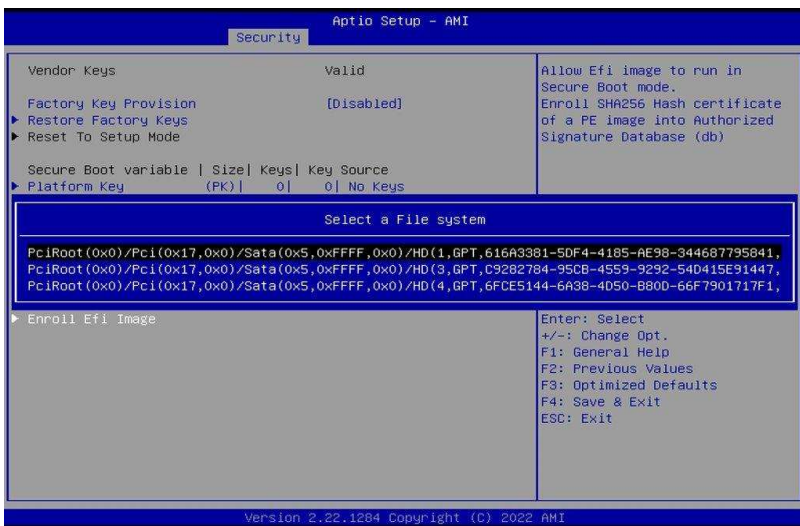 Aptio Setup – AMI
Security
Vendor Keys Valid
Factory Key Provision [Disabled]
Restore Factory Keys
Reset To Setup Mode
Secure Boot variable | Size| Keys| Key Source
Platform Key (PK)| 0| 0| No Keys
Allow Efi image to run in
Secure Boot mode.
Enroll SHA256 Hash certificate
of a PE image into Authorized
Signature Database (db)
Select a File system
PciRoot(0x0)/Pci(0x17,0x0)/Sata(0x5,0xFFFF,0x0)/HD(1,GPT,616A3381-5DF4-4185-AE98-344687795841,
PciRoot(0x0)/Pci(0x17,0x0)/Sata(0x5,0xFFFF,0x0)/HD(3,GPT,C9282784-95CB-4559-9292-54D415E91447,
PciRoot(0x0)/Pci(0x17,0x0)/Sata(0x5,0xFFFF,0x0)/HD(4,GPT,6FCE5144-6A38-4D50-B80D-66F7901717F1,
Enroll Efi Image
Enter: Select
+/-: Change Opt.
F1: General Help
F2: Previous Values
F3: Optimized Defaults
F4: Save & Exit
ESC: Exit
Version 2.22.1284 Copyright (C) 2022 AMI